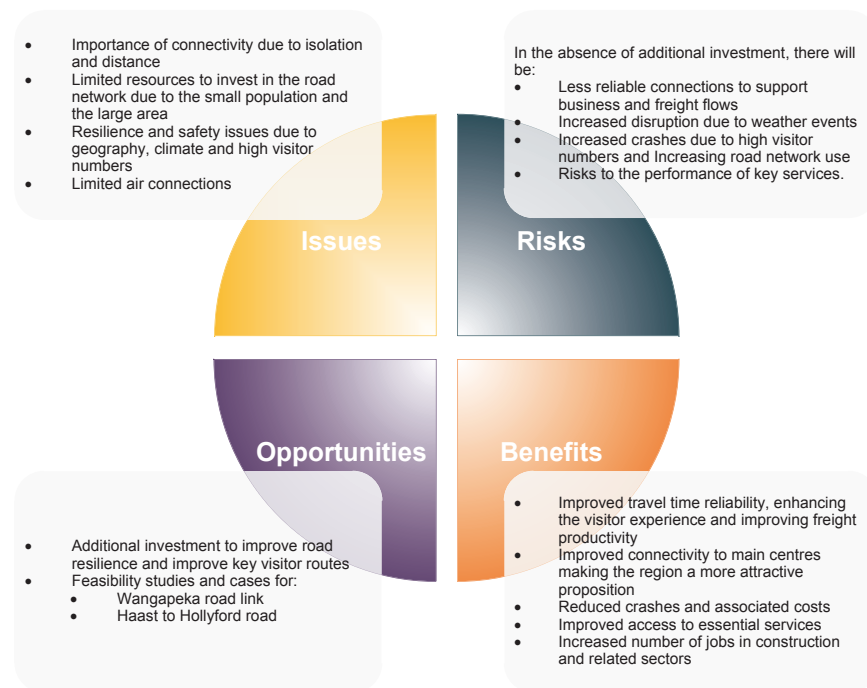 • Importance of connectivity due to isolation
and distance
• Limited resources to invest in the road
network due to the small population and
the large area
• Resilience and safety issues due to
geography, climate and high visitor
numbers
• Limited air connections
Issues
In the absence of additional investment, there will
be:
• Less reliable connections to support
business and freight flows
• Increased disruption due to weather events
• Increased crashes due to high visitor
numbers and Increasing road network use
• Risks to the performance of key services.
Risks
Opportunities
• Additional investment to improve road
resilience and improve key visitor routes
• Feasibility studies and cases for:
• Wangapeka road link
• Haast to Hollyford road
Benefits
• Improved travel time reliability, enhancing
the visitor experience and improving freight
productivity
• Improved connectivity to main centres
making the region a more attractive
proposition
• Reduced crashes and associated costs
• Improved access to essential services
• Increased number of jobs in construction
and related sectors